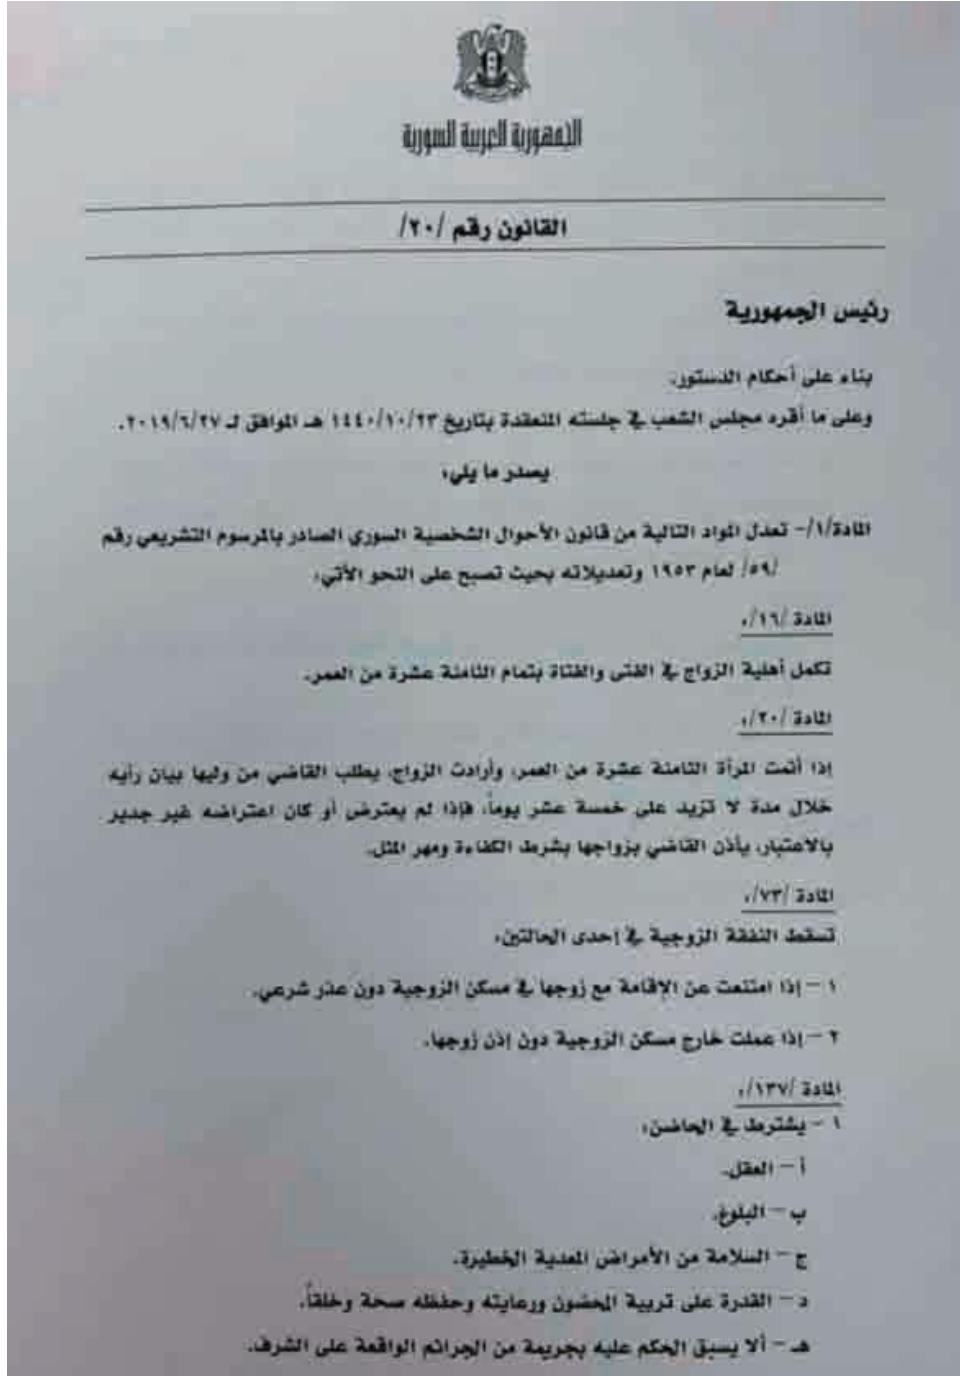 الجمهورية العربية السورية
القانون رقم /٢٠/
رئيس الجمهورية
بناء على أحكام الدستور.
وعلى ما أقره مجلس الشعب في جلسته المنعقدة بتاريخ ١٤٤٠/١٠/٢٣ هـ الموافق لـ ٢٠١٩/٦/٢٧.
يصدر ما يلي:
المادة/١/- تعدل المواد التالية من قانون الأحوال الشخصية السوري الصادر بالمرسوم التشريعي رقم
/٥٩/ لعام ١٩٥٣ وتعديلاته بحيث تصبح على النحو الآتي:
المادة /١٦/:
تكمل أهلية الزواج في الفتى والفتاة بتمام الثامنة عشرة من العمر.
المادة /٢٠/:
إذا أتمت المرأة الثامنة عشرة من العمر، وأرادت الزواج، يطلب القاضي من وليها بيان رأيه
خلال مدة لا تزيد على خمسة عشر يوماً، فإذا لم يعترض أو كان اعتراضه غير جدير
بالاعتبار، يأذن القاضي بزواجها بشرط الكفاءة ومهر المثل.
المادة /٧٣/:
تسقط النفقة الزوجية في إحدى الحالتين:
١ - إذا امتنعت عن الإقامة مع زوجها في مسكن الزوجية دون عذر شرعي.
٢ - إذا عملت خارج مسكن الزوجية دون إذن زوجها.
المادة /١٣٧/:
١ - يشترط في الحاضن:
أ - العقل.
ب - البلوغ.
ج - السلامة من الأمراض المعدية الخطيرة.
د - القدرة على تربية المحضون ورعايته وحفظه صحة وخلقاً.
هـ - ألا يسبق الحكم عليه بجريمة من الجرائم الواقعة على الشرف.